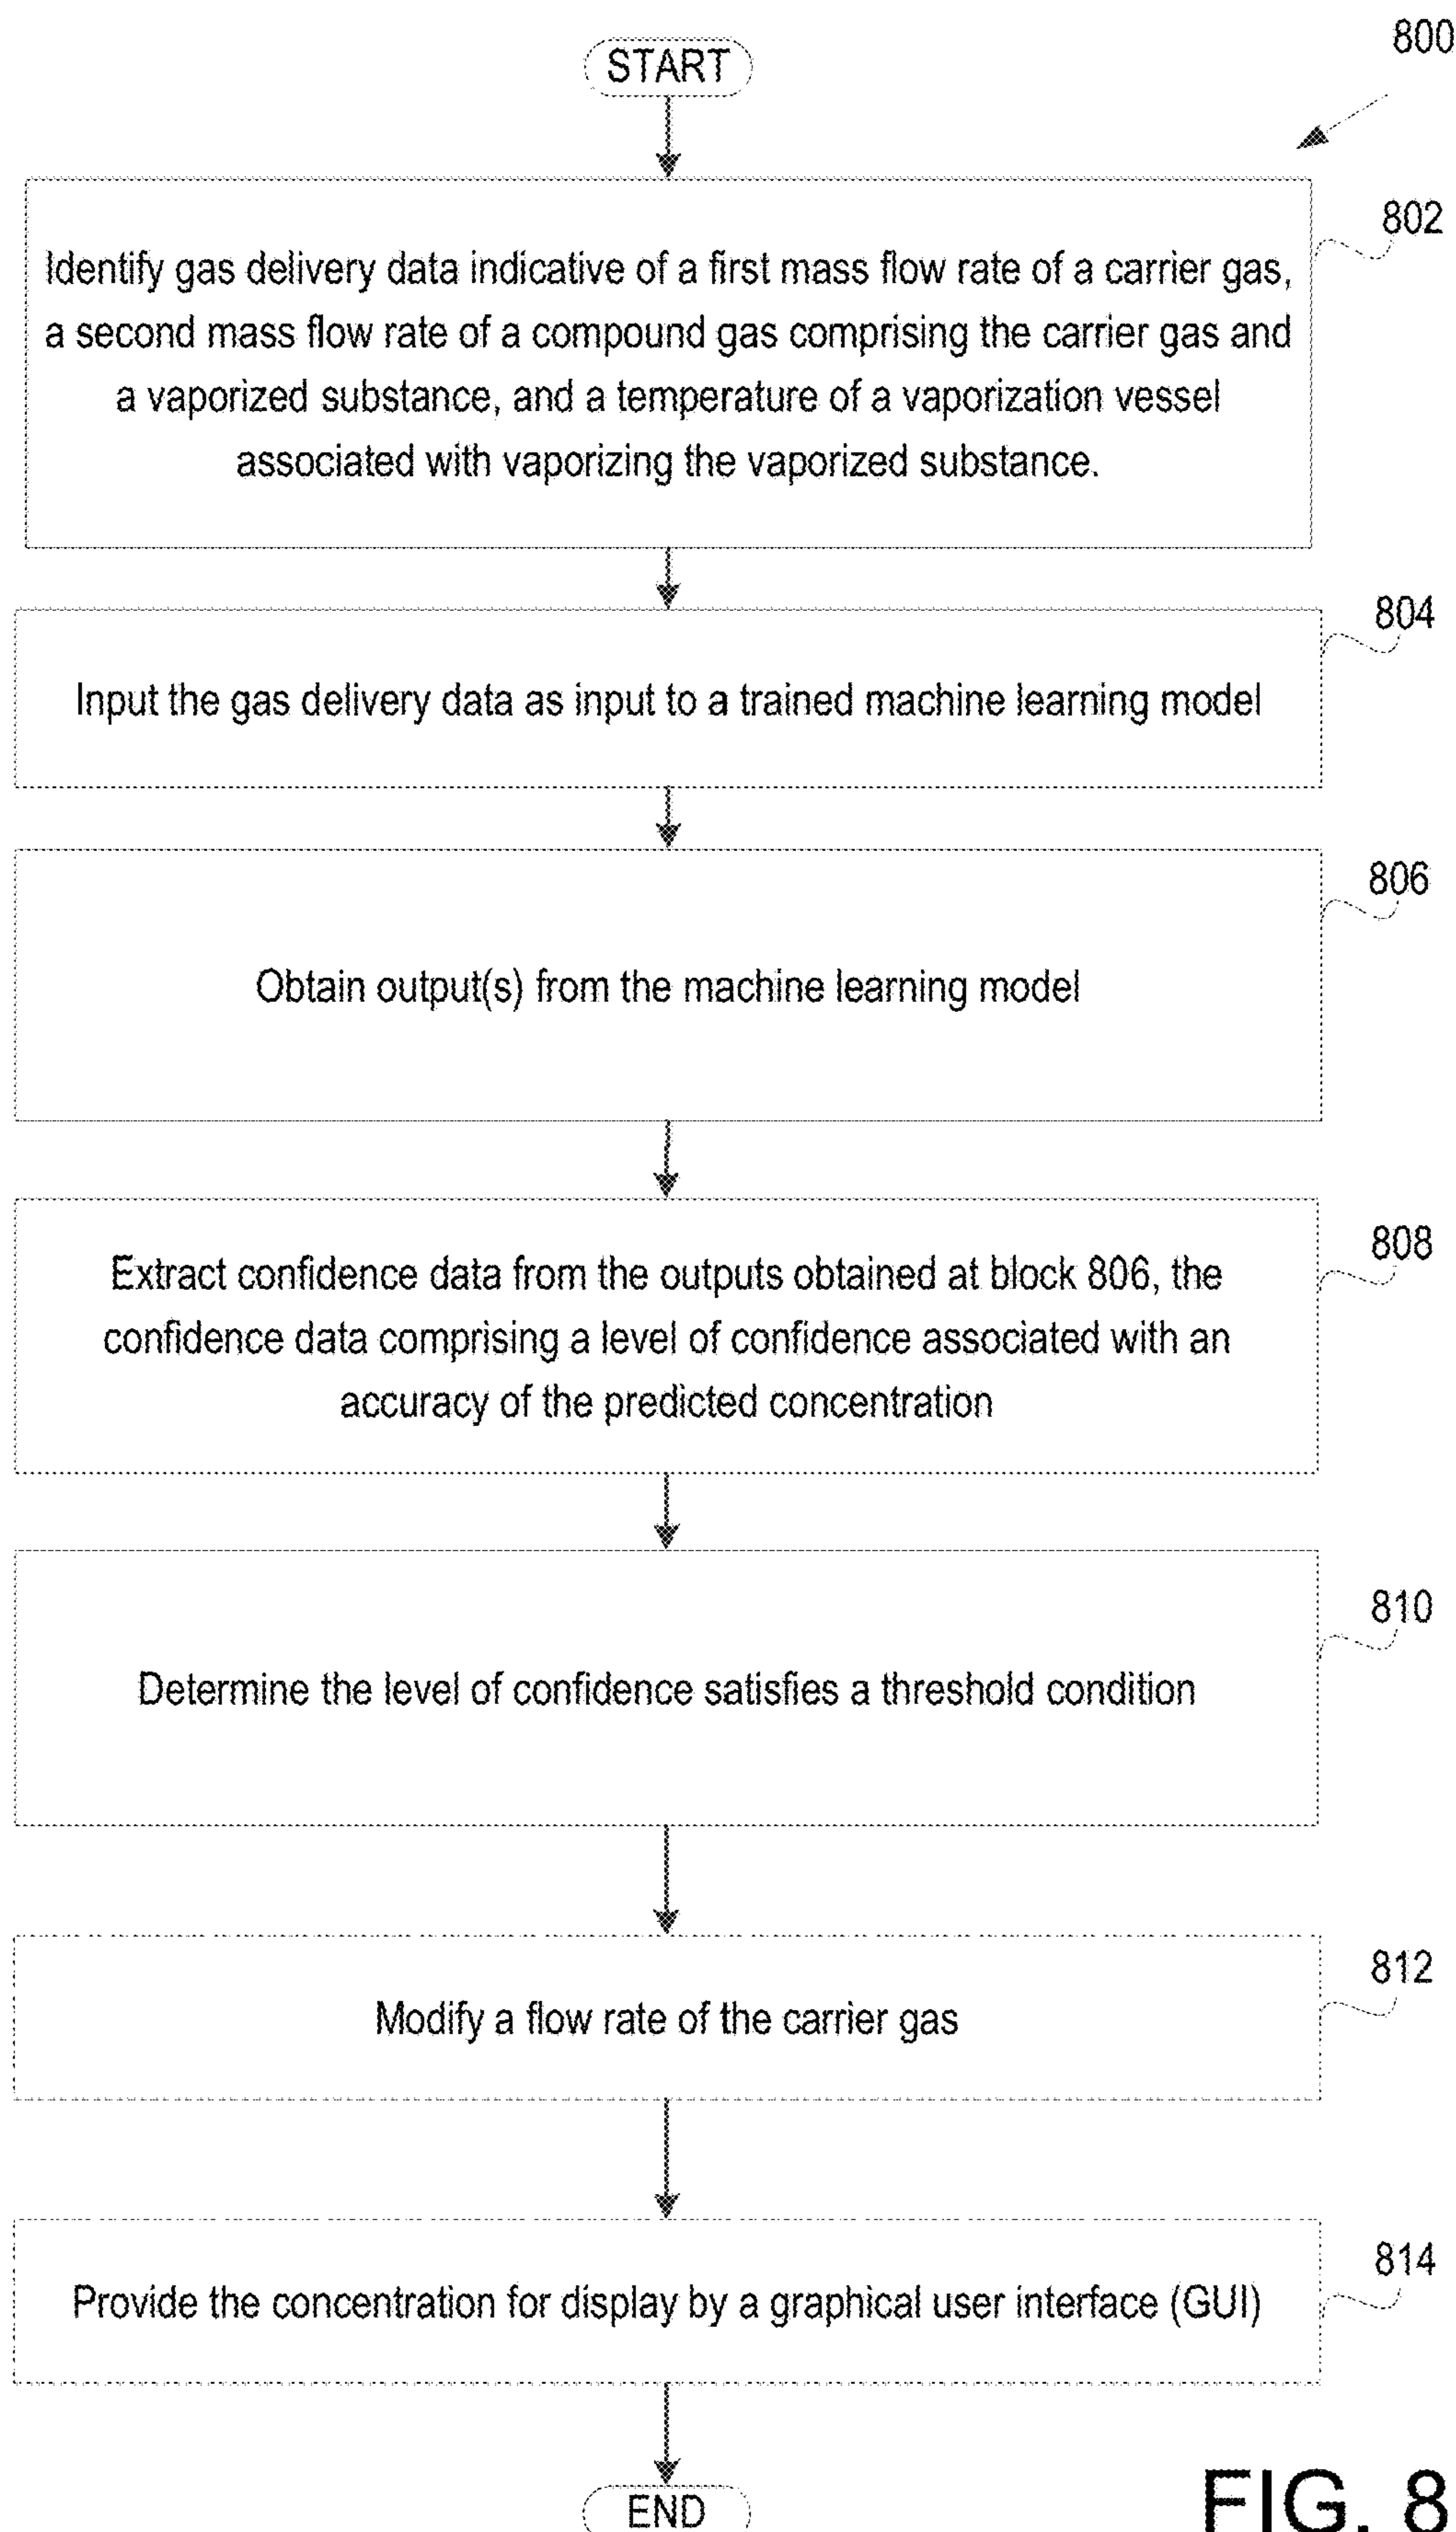 800
START
802
Identify gas delivery data indicative of a first mass flow rate of a carrier gas,
a second mass flow rate of a compound gas comprising the carrier gas and
a vaporized substance, and a temperature of a vaporization vessel
associated with vaporizing the vaporized substance.
804
Input the gas delivery data as input to a trained machine learning model
806
Obtain output(s) from the machine learning model
808
Extract confidence data from the outputs obtained at block 806, the
confidence data comprising a level of confidence associated with an
accuracy of the predicted concentration
810
Determine the level of confidence satisfies a threshold condition
812
Modify a flow rate of the carrier gas
814
Provide the concentration for display by a graphical user interface (GUI)
END
FIG. 8